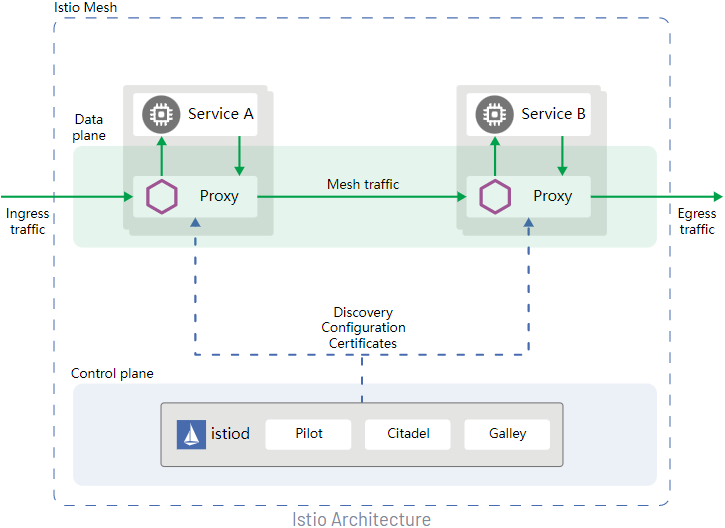 Istio Mesh
Service A
Service B
Data
plane
Proxy
Mesh traffic
Proxy
Ingress
traffic
Egress
traffic
Discovery
Configuration
Certificates
Control plane
istiod
Pilot
Citadel
Galley
Istio Architecture